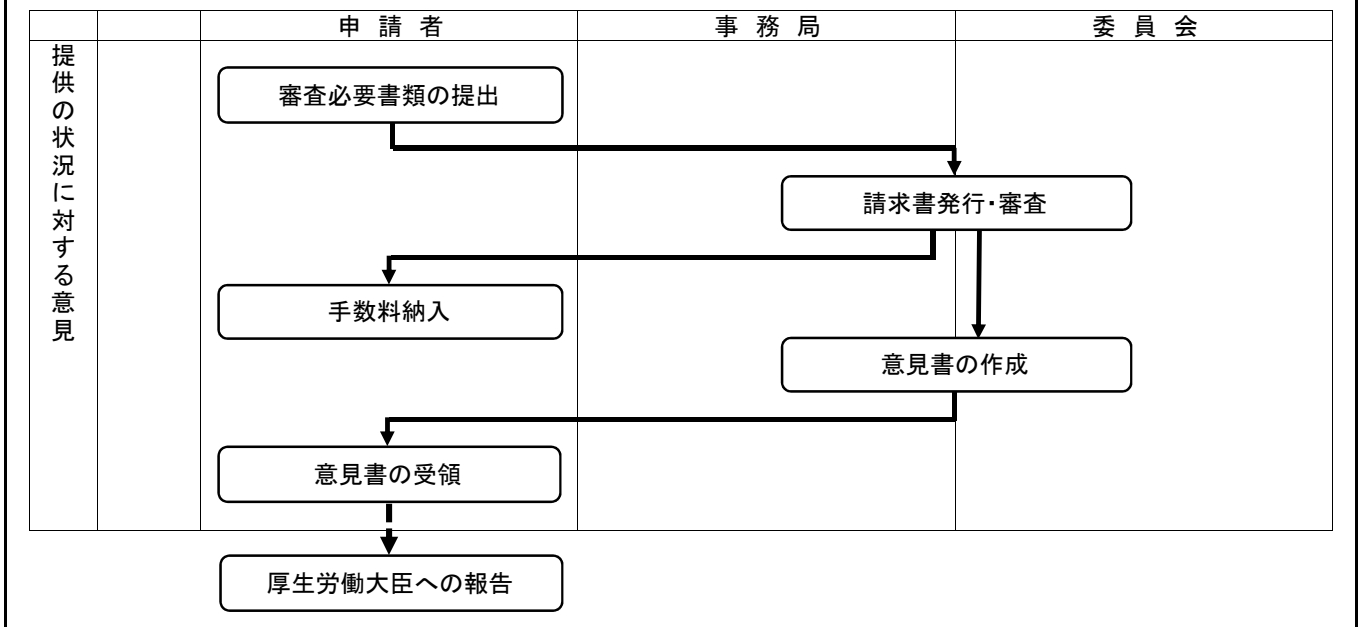 申請者
事務局
委員会
提供の状況に対する意見
審査必要書類の提出
請求書発行・審査
手数料納入
意見書の作成
意見書の受領
厚生労働大臣への報告